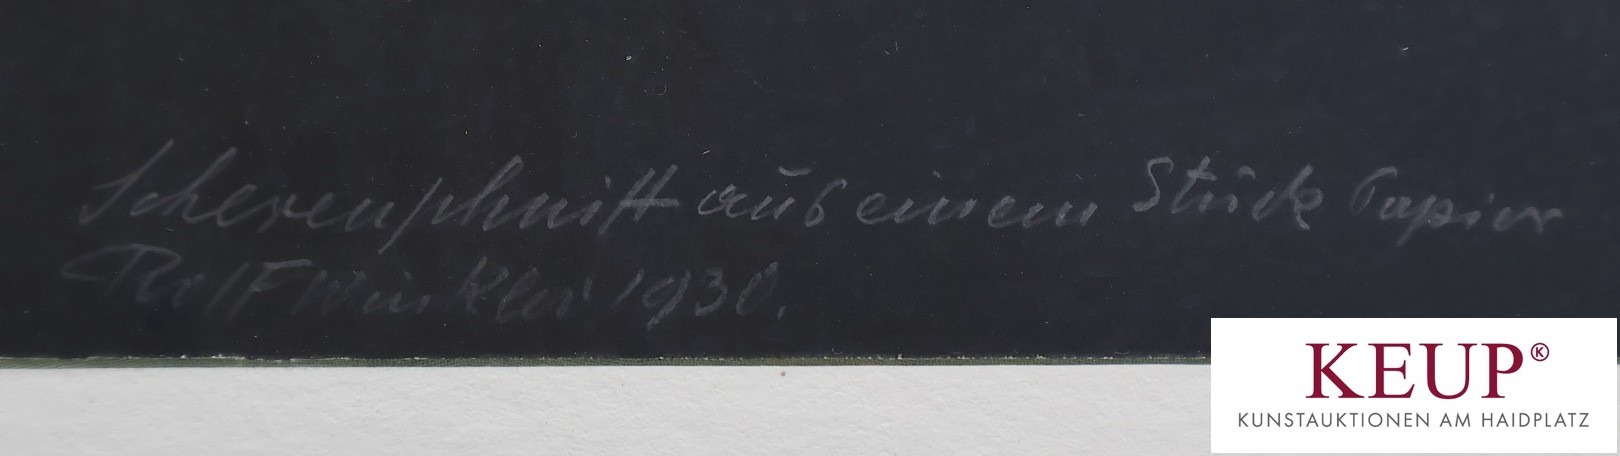 Scherenschnitt aus einem Stück Papier
Rolf Winkler 1930.
KEUP®
KUNSTAUKTIONEN AM HAIDPLATZ